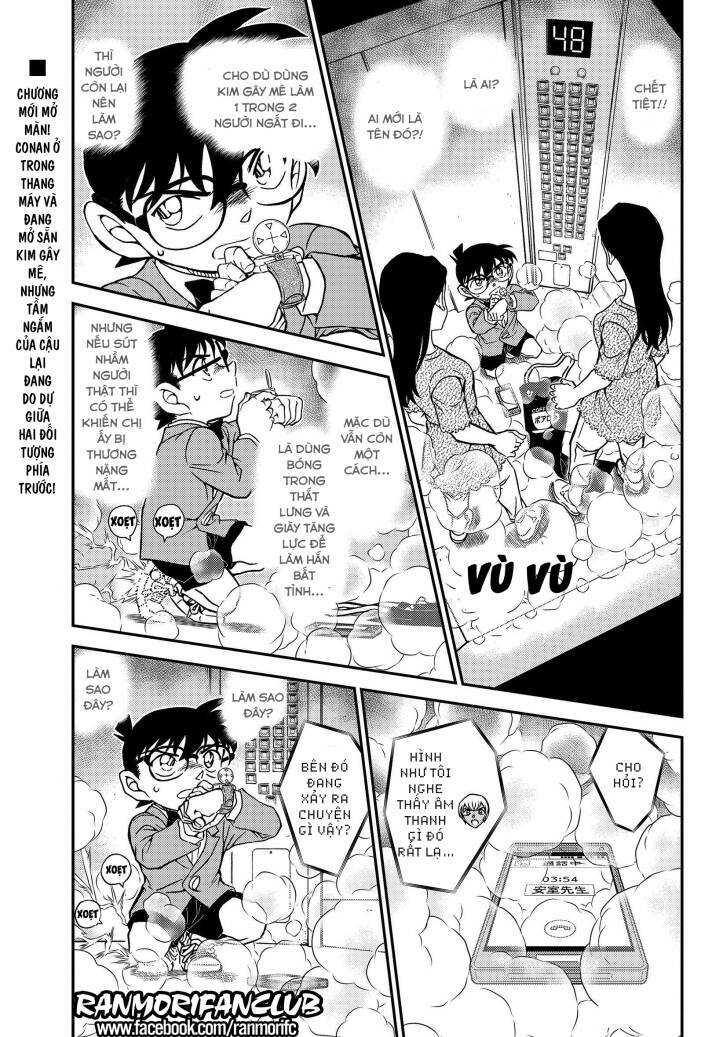 48
CHẾT
TIỆT!!
LÀ AI?
AI MỚI LÀ
TÊN ĐÓ?!
CHO DÙ DÙNG
KIM GÂY MÊ LÀM
1 TRONG 2
NGƯỜI NGẤT ĐI...
THÌ
NGƯỜI
CÒN LẠI
NÊN
LÀM
SAO?
■
CHƯƠNG
MỚI MỞ
MÀN!
CONAN Ở
TRONG
THANG
MÁY VÀ
ĐANG
MỞ SẴN
KIM GÂY
MÊ,
NHƯNG
TẦM
NGẮM
CỦA CẬU
LẠI
ĐANG
DO DỰ
GIỮA
HAI ĐỐI
TƯỢNG
PHÍA
TRƯỚC!
COFFEE
VÙ VÙ
MẶC DÙ
VẪN CÒN
MỘT
CÁCH...
LÀ DÙNG
BÓNG
TRONG
THẮT
LƯNG VÀ
GIÀY TĂNG
LỰC ĐỂ
LÀM HẮN
BẤT
TỈNH...
NHƯNG
NẾU SÚT
NHẦM
NGƯỜI
THẬT THÌ
CÓ THỂ
KHIẾN CHỊ
ẤY BỊ
THƯƠNG
NẶNG
MẤT...
XOẸT
XOẸT
CHO
HỎI?
HÌNH
NHƯ TÔI
NGHE
THẤY ÂM
THANH
GÌ ĐÓ
RẤT LẠ...
BÊN ĐÓ
ĐANG
XẢY RA
CHUYỆN
GÌ VẬY?
通話中
03:54
安室先生
LÀM SAO
ĐÂY?
LÀM
SAO
ĐÂY?
XOẸT
XOẸT
RANMORIFANCLUB
www.facebook.com/ranmorifc